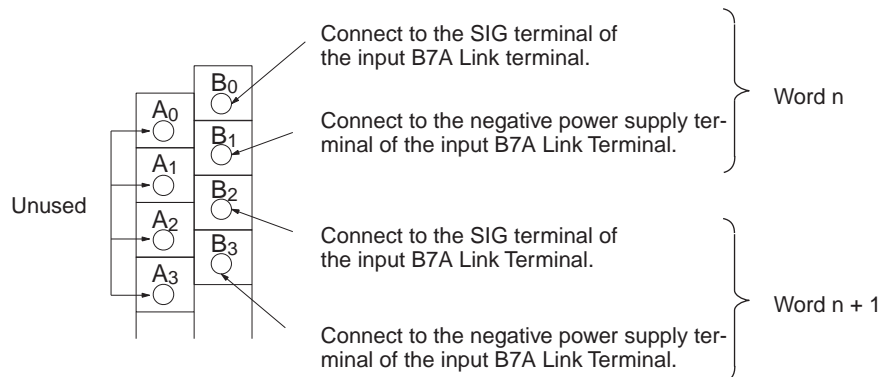 Connect to the SIG terminal of
the input B7A Link terminal.
Word n
Connect to the negative power supply ter-
minal of the input B7A Link Terminal.
B0
A0
B1
A1
B2
A2
B3
A3
Unused
Connect to the SIG terminal of
the input B7A Link Terminal.
Word n + 1
Connect to the negative power supply ter-
minal of the input B7A Link Terminal.